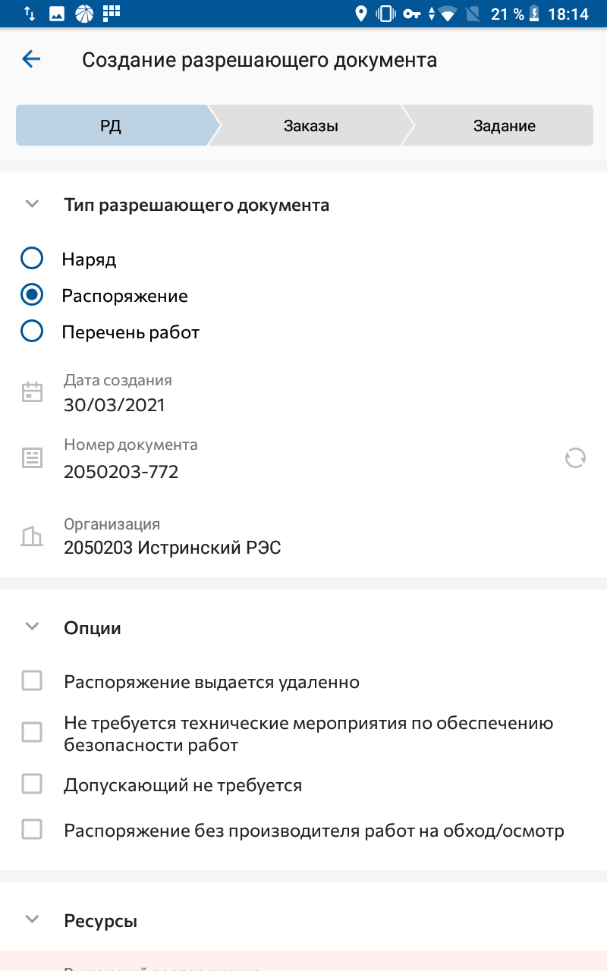 21 % 18:14
Создание разрешающего документа
РД Заказы Задание
Тип разрешающего документа
Наряд
Распоряжение
Перечень работ
Дата создания
30/03/2021
Номер документа
2050203-772
Организация
2050203 Истринский РЭС
Опции
Распоряжение выдается удаленно
Не требуется технические мероприятия по обеспечению
безопасности работ
Допускающий не требуется
Распоряжение без производителя работ на обход/осмотр
Ресурсы